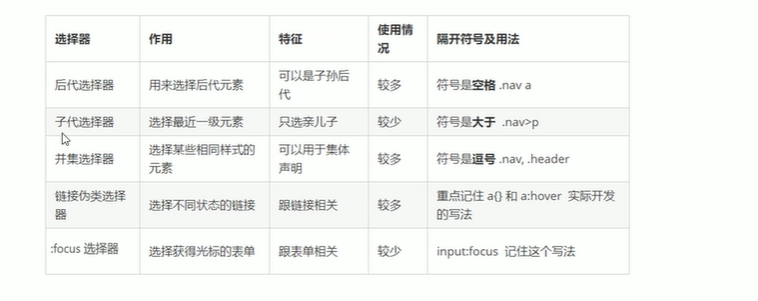 选择器 作用 特征 使用情况 隔开符号及用法
后代选择器 用来选择后代元素 可以是子孙后代 较多 符号是空格 .nav a
子代选择器 选择最近一级元素 只选亲儿子 较少 符号是大于 .nav>p
并集选择器 选择某些相同样式的元素 可以用于集体声明 较多 符号是逗号 .nav, .header
链接伪类选择器 选择不同状态的链接 跟链接相关 较多 重点记住 a{} 和 a:hover 实际开发的写法
:focus 选择器 选择获得光标的表单 跟表单相关 较少 input:focus 记住这个写法